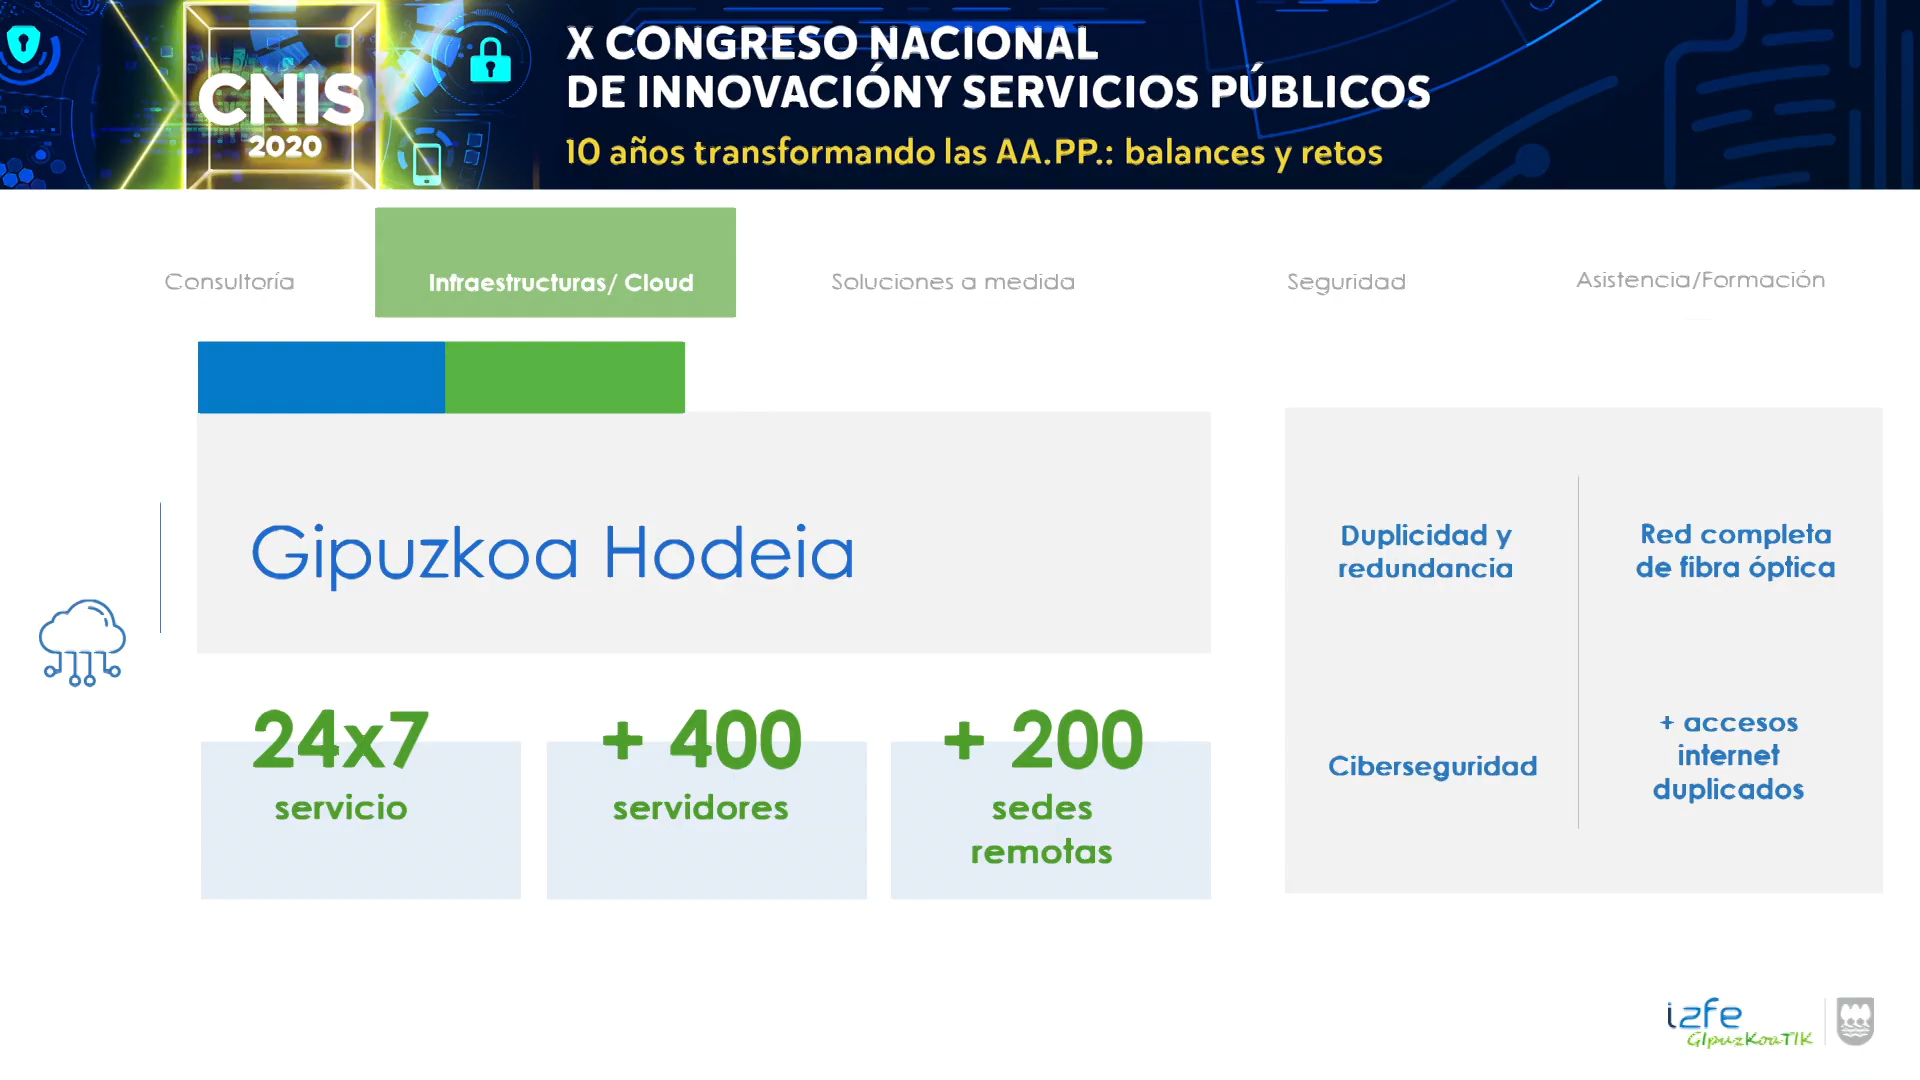 CNIS
2020
X CONGRESO NACIONAL
DE INNOVACIÓNY SERVICIOS PÚBLICOS
10 años transformando las AA.PP.: balances y retos
Consultoría
Infraestructuras/ Cloud
Soluciones a medida
Seguridad
Asistencia/Formación
Gipuzkoa Hodeia
24x7
servicio
+ 400
servidores
+ 200
sedes
remotas
Duplicidad y
redundancia
Red completa
de fibra óptica
Ciberseguridad
+ accesos
internet
duplicados
izfe
GIpuzKoaTIK